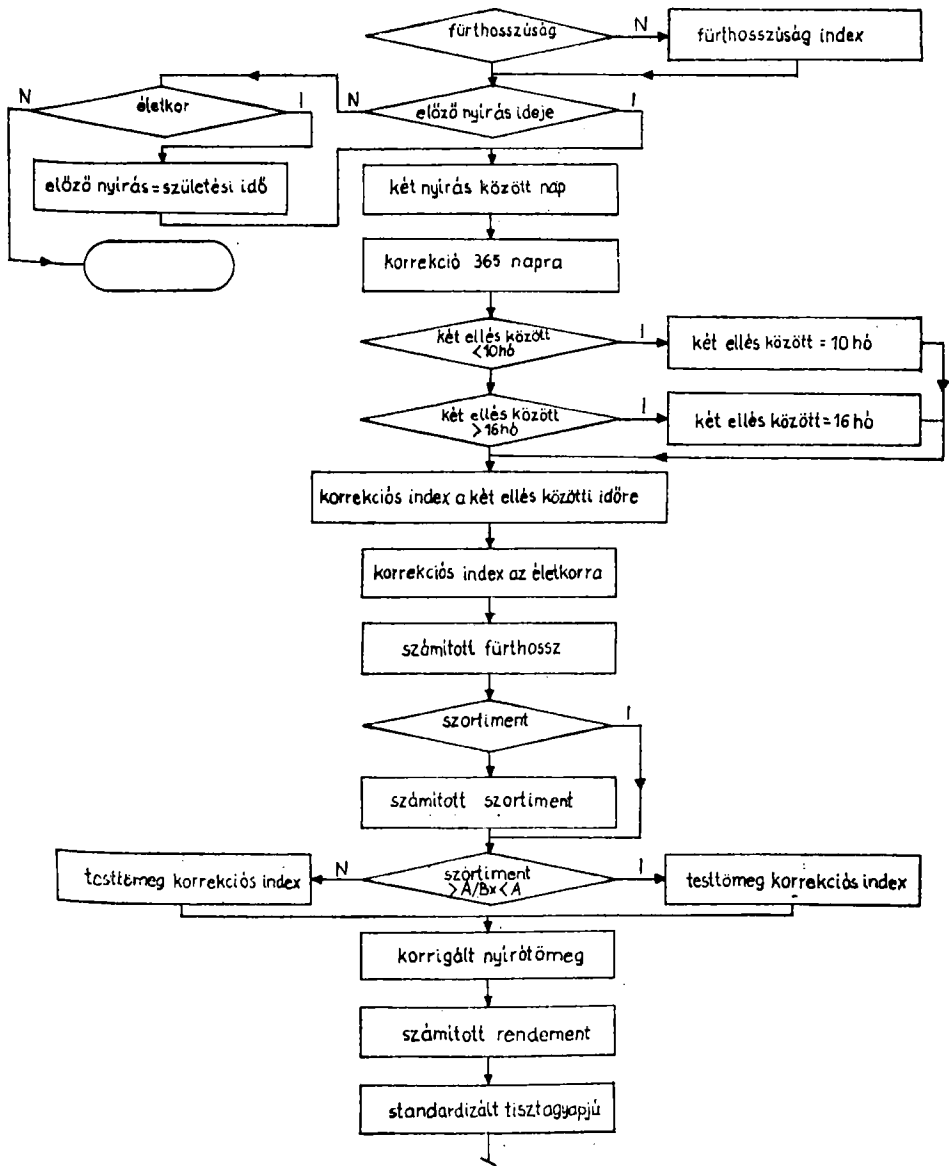 fürthosszúság
N
fürthosszúság index
N
életkor
I
N
előző nyírás ideje
I
előző nyírás=születési idő
két nyírás között nap
korrekció 365 napra
két ellés között
<10hó
I
két ellés között = 10 hó
két ellés között
>16hó
I
két ellés között=16 hó
korrekciós index a két ellés közötti időre
korrekciós index az életkorra
számított fürthossz
szortiment
I
számított szortiment
testtömeg korrekciós index
N
szortiment
>A/Bx<A
I
testtömeg korrekciós index
korrigált nyírótömeg
számított rendement
standardizált tisztagyapjú